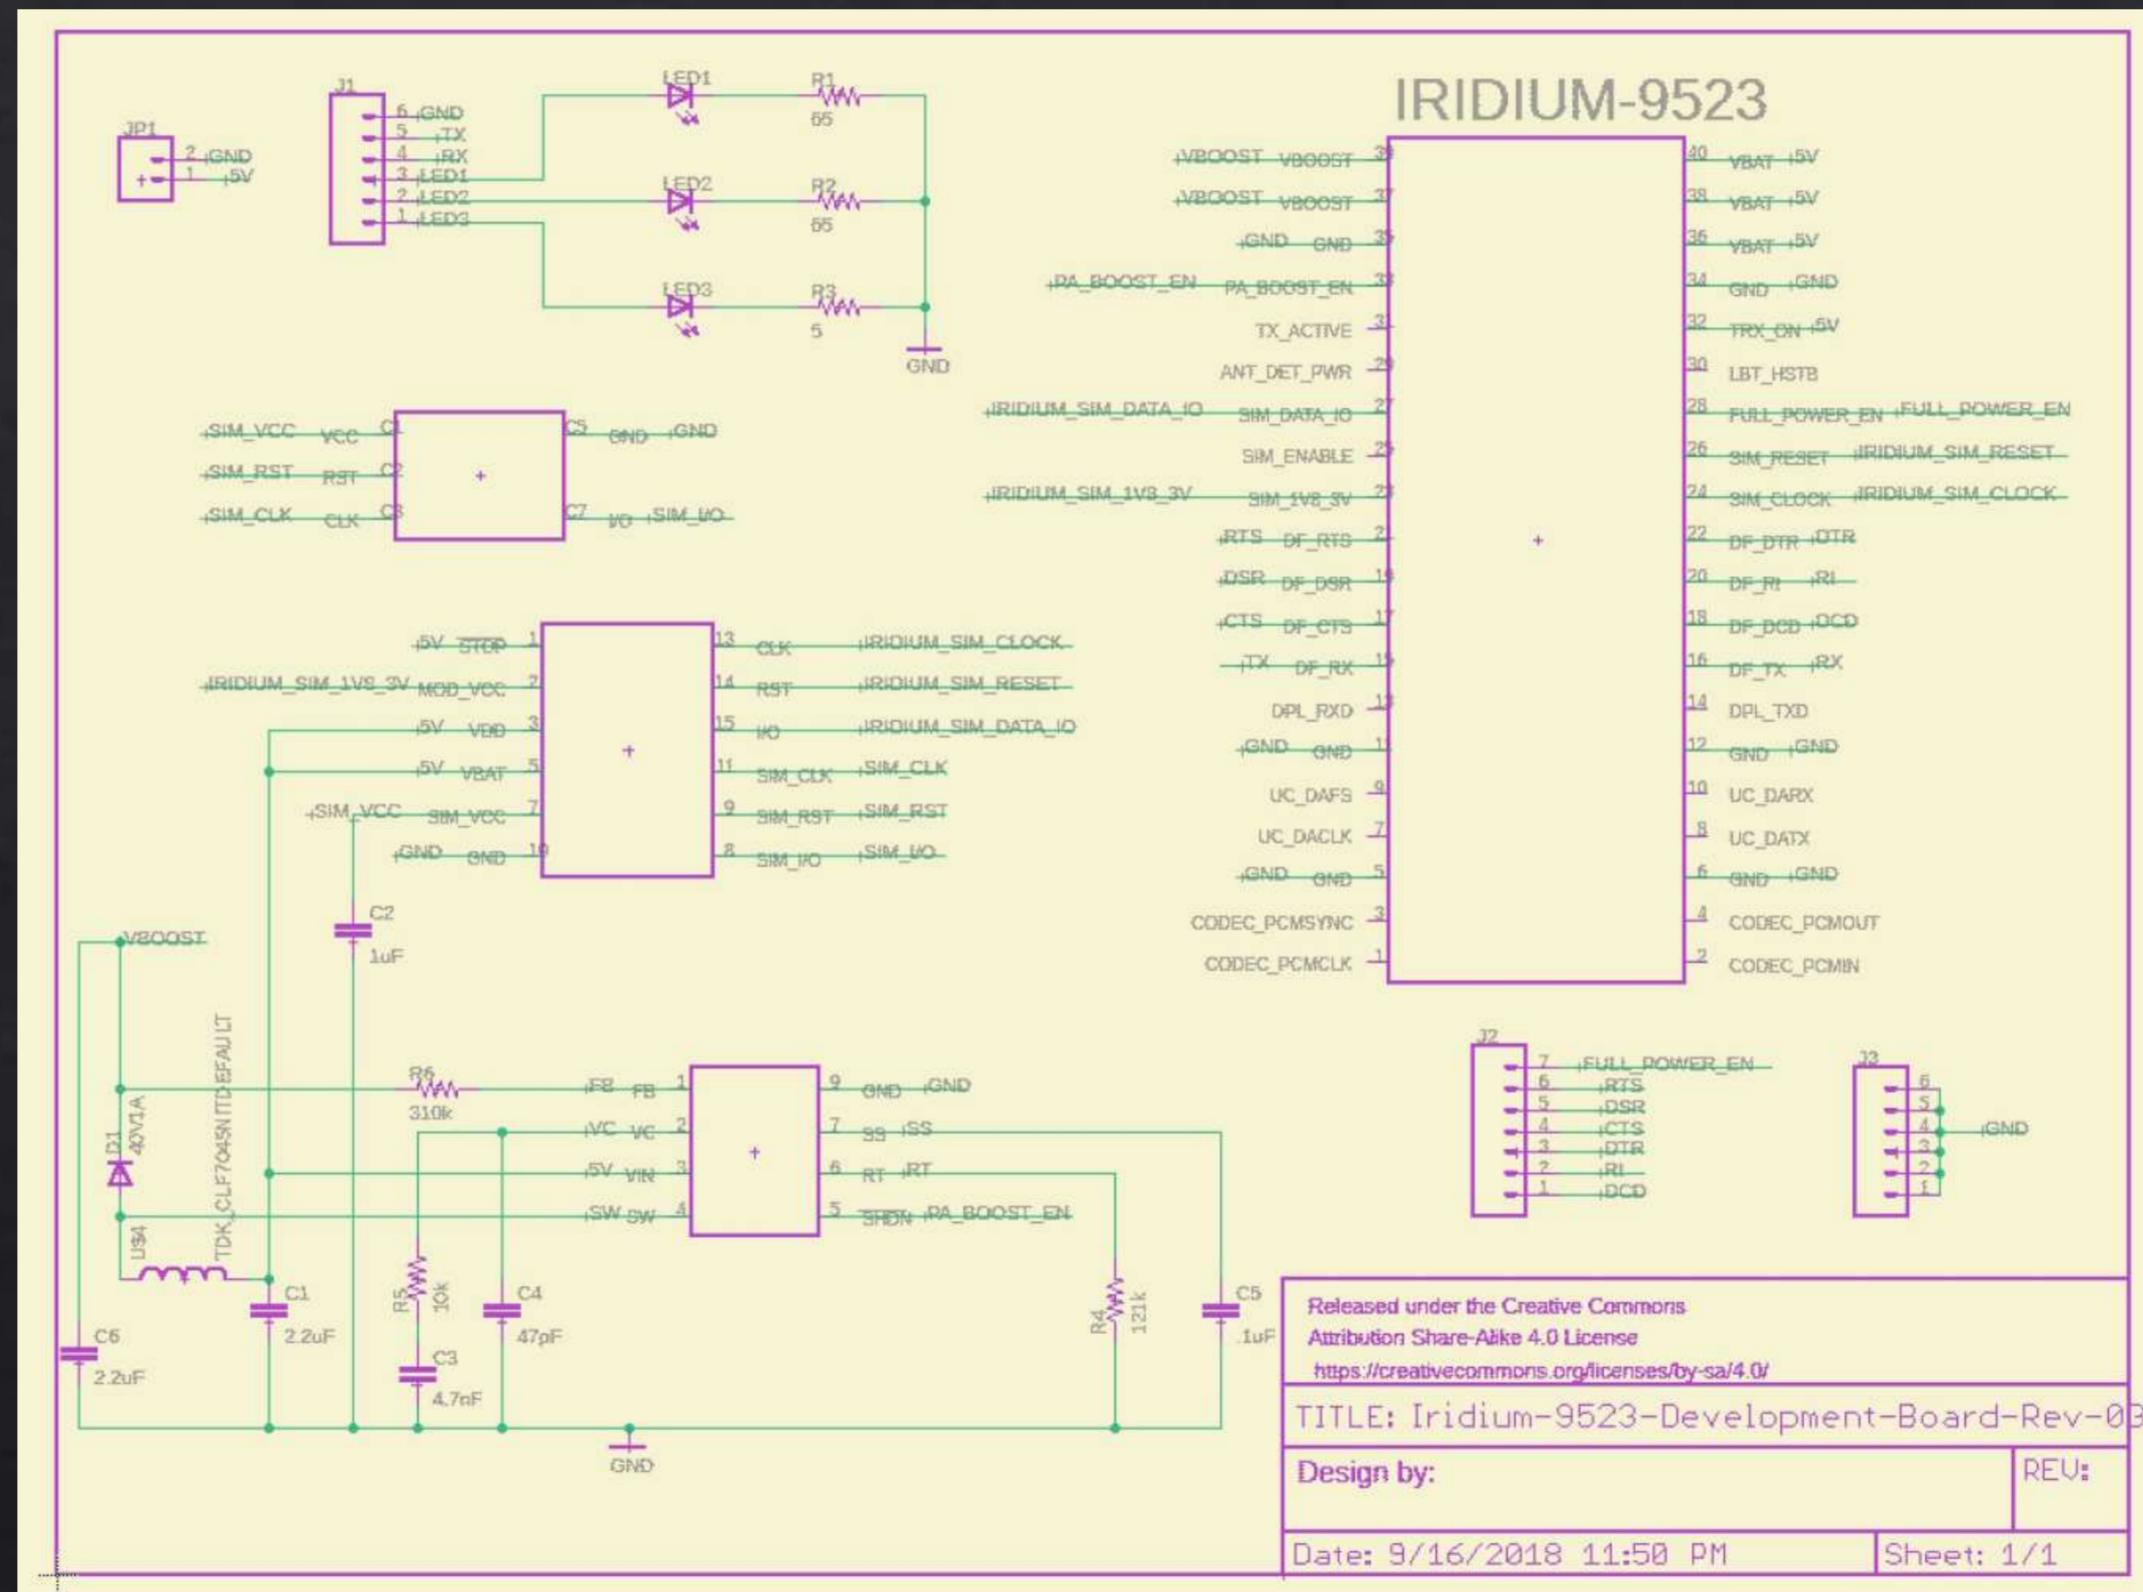 IRIDIUM-9523
JP1
2 GND
1 5V
J1
6 GND
5 TX
4 RX
3 LED1
2 LED2
1 LED3
LED1
R1
LED2
R2
LED3
R3
5
GND
SIM_VCC VCC C1
SIM_RST RST C2
SIM_CLK CLK C3
C5 GND GND
C7 I/O SIM_I/O
5V STOP 1
IRIDIUM_SIM_1V8_3V MOD_VCC 2
5V VDD 3
5V VBAT 5
SIM_VCC SIM_VCC 7
GND GND 19
13 CLK IRIDIUM_SIM_CLOCK
14 RST IRIDIUM_SIM_RESET
15 I/O IRIDIUM_SIM_DATA_IO
11 SIM_CLK SIM_CLK
9 SIM_RST SIM_RST
8 SIM_I/O SIM_I/O
VBOOST VBOOST 39
VBOOST VBOOST 37
GND GND 35
PA_BOOST_EN PA_BOOST_EN 33
TX_ACTIVE 31
ANT_DET_PWR 29
IRIDIUM_SIM_DATA_IO SIM_DATA_IO 27
SIM_ENABLE 25
IRIDIUM_SIM_1V8_3V SIM_1V8_3V 23
RTS DF_RTS 21
DSR DF_DSR 19
CTS DF_CTS 17
TX DF_RX 15
DPL_RXD 13
GND GND 11
UC_DAFS 9
UC_DACLK 7
GND GND 5
CODEC_PCMSYNC 3
CODEC_PCMCLK 1
40 VBAT 5V
38 VBAT 5V
36 VBAT 5V
34 GND GND
32 TRX_ON 5V
30 LBT_HSTB
28 FULL_POWER_EN FULL_POWER_EN
26 SIM_RESET IRIDIUM_SIM_RESET
24 SIM_CLOCK IRIDIUM_SIM_CLOCK
22 DF_DTR DTR
20 DF_RI RI
18 DF_DCD DCD
16 DF_TX RX
14 DPL_TXD
12 GND GND
10 UC_DARX
8 UC_DATX
6 GND GND
4 CODEC_PCMOUT
2 CODEC_PCMIN
VBOOST
C2
1uF
D1
40V1A
TDK_CLF7045NITDEFAULT
R6
310k
FB FB 1
VC VC 2
5V VIN 3
SW SW 4
9 GND GND
7 SS SS
6 RT RT
5 SHDN PA_BOOST_EN
C6
2.2uF
C1
2.2uF
R5
10k
C3
C4
47pF
R4
121k
C5
.1uF
GND
J2
7 FULL_POWER_EN
6 RTS
5 DSR
4 CTS
3 DTR
2 RI
1 DCD
J3
6
5
4 GND
3
2
1
Released under the Creative Commons
Attribution Share-Alike 4.0 License
https://creativecommons.org/licenses/by-sa/4.0/
TITLE: Iridium-9523-Development-Board-Rev-03
Design by:
REV:
Date: 9/16/2018 11:50 PM
Sheet: 1/1